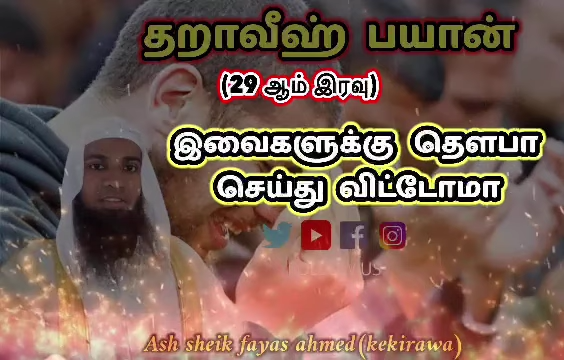 தறாவீஹ் பயான்
(29 ஆம் இரவு)
இவைகளுக்கு தௌபா
செய்து விட்டோமா
Ash sheik fayas ahmed(kekirawa)